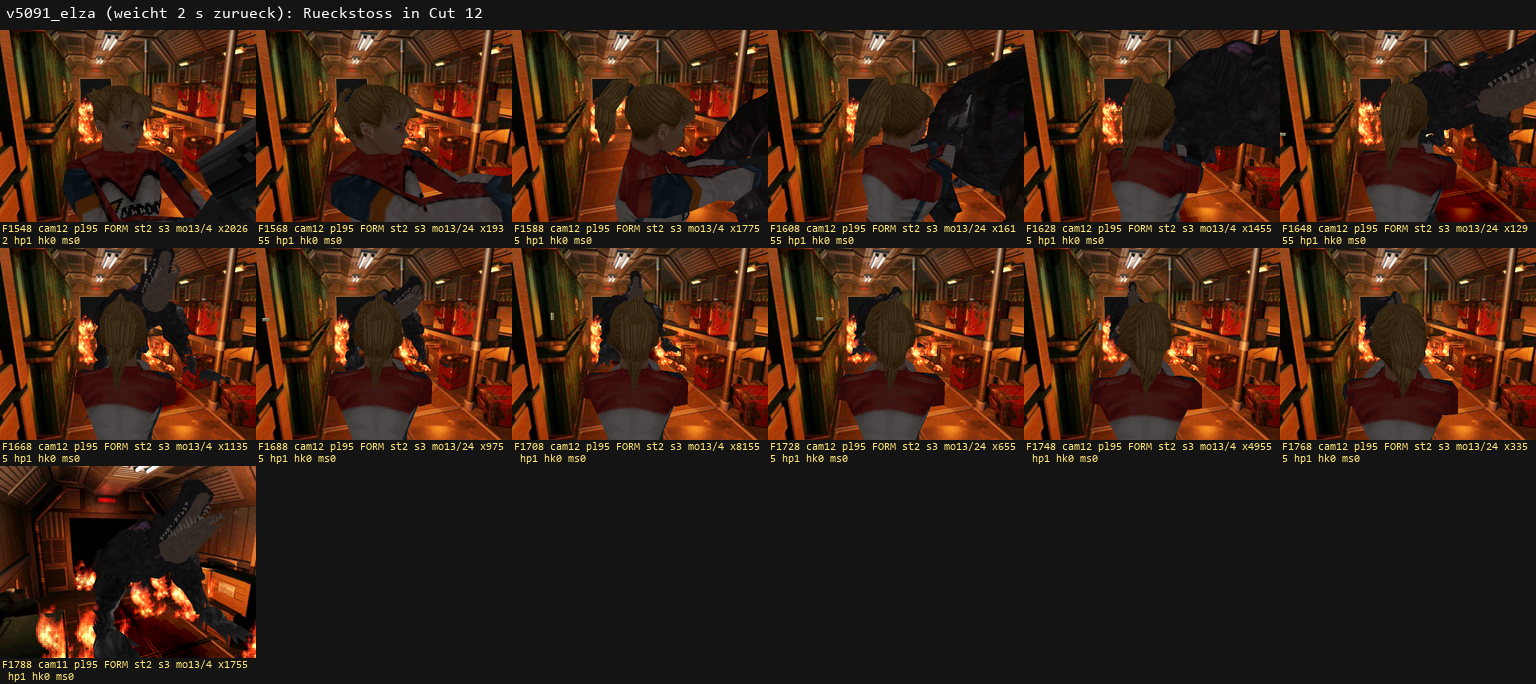 v5091_elza (weicht 2 s zurueck): Rueckstoss in Cut 12
F1548 cam12 pl95 FORM st2 s3 mo13/4 x2026
2 hp1 hk0 ms0
F1568 cam12 pl95 FORM st2 s3 mo13/24 x193
55 hp1 hk0 ms0
F1588 cam12 pl95 FORM st2 s3 mo13/4 x1775
5 hp1 hk0 ms0
F1608 cam12 pl95 FORM st2 s3 mo13/24 x161
55 hp1 hk0 ms0
F1628 cam12 pl95 FORM st2 s3 mo13/4 x1455
5 hp1 hk0 ms0
F1648 cam12 pl95 FORM st2 s3 mo13/24 x129
55 hp1 hk0 ms0
F1668 cam12 pl95 FORM st2 s3 mo13/4 x1135
5 hp1 hk0 ms0
F1688 cam12 pl95 FORM st2 s3 mo13/24 x975
5 hp1 hk0 ms0
F1708 cam12 pl95 FORM st2 s3 mo13/4 x8155
hp1 hk0 ms0
F1728 cam12 pl95 FORM st2 s3 mo13/24 x655
5 hp1 hk0 ms0
F1748 cam12 pl95 FORM st2 s3 mo13/4 x4955
hp1 hk0 ms0
F1768 cam12 pl95 FORM st2 s3 mo13/24 x335
5 hp1 hk0 ms0
F1788 cam11 pl95 FORM st2 s3 mo13/4 x1755
hp1 hk0 ms0